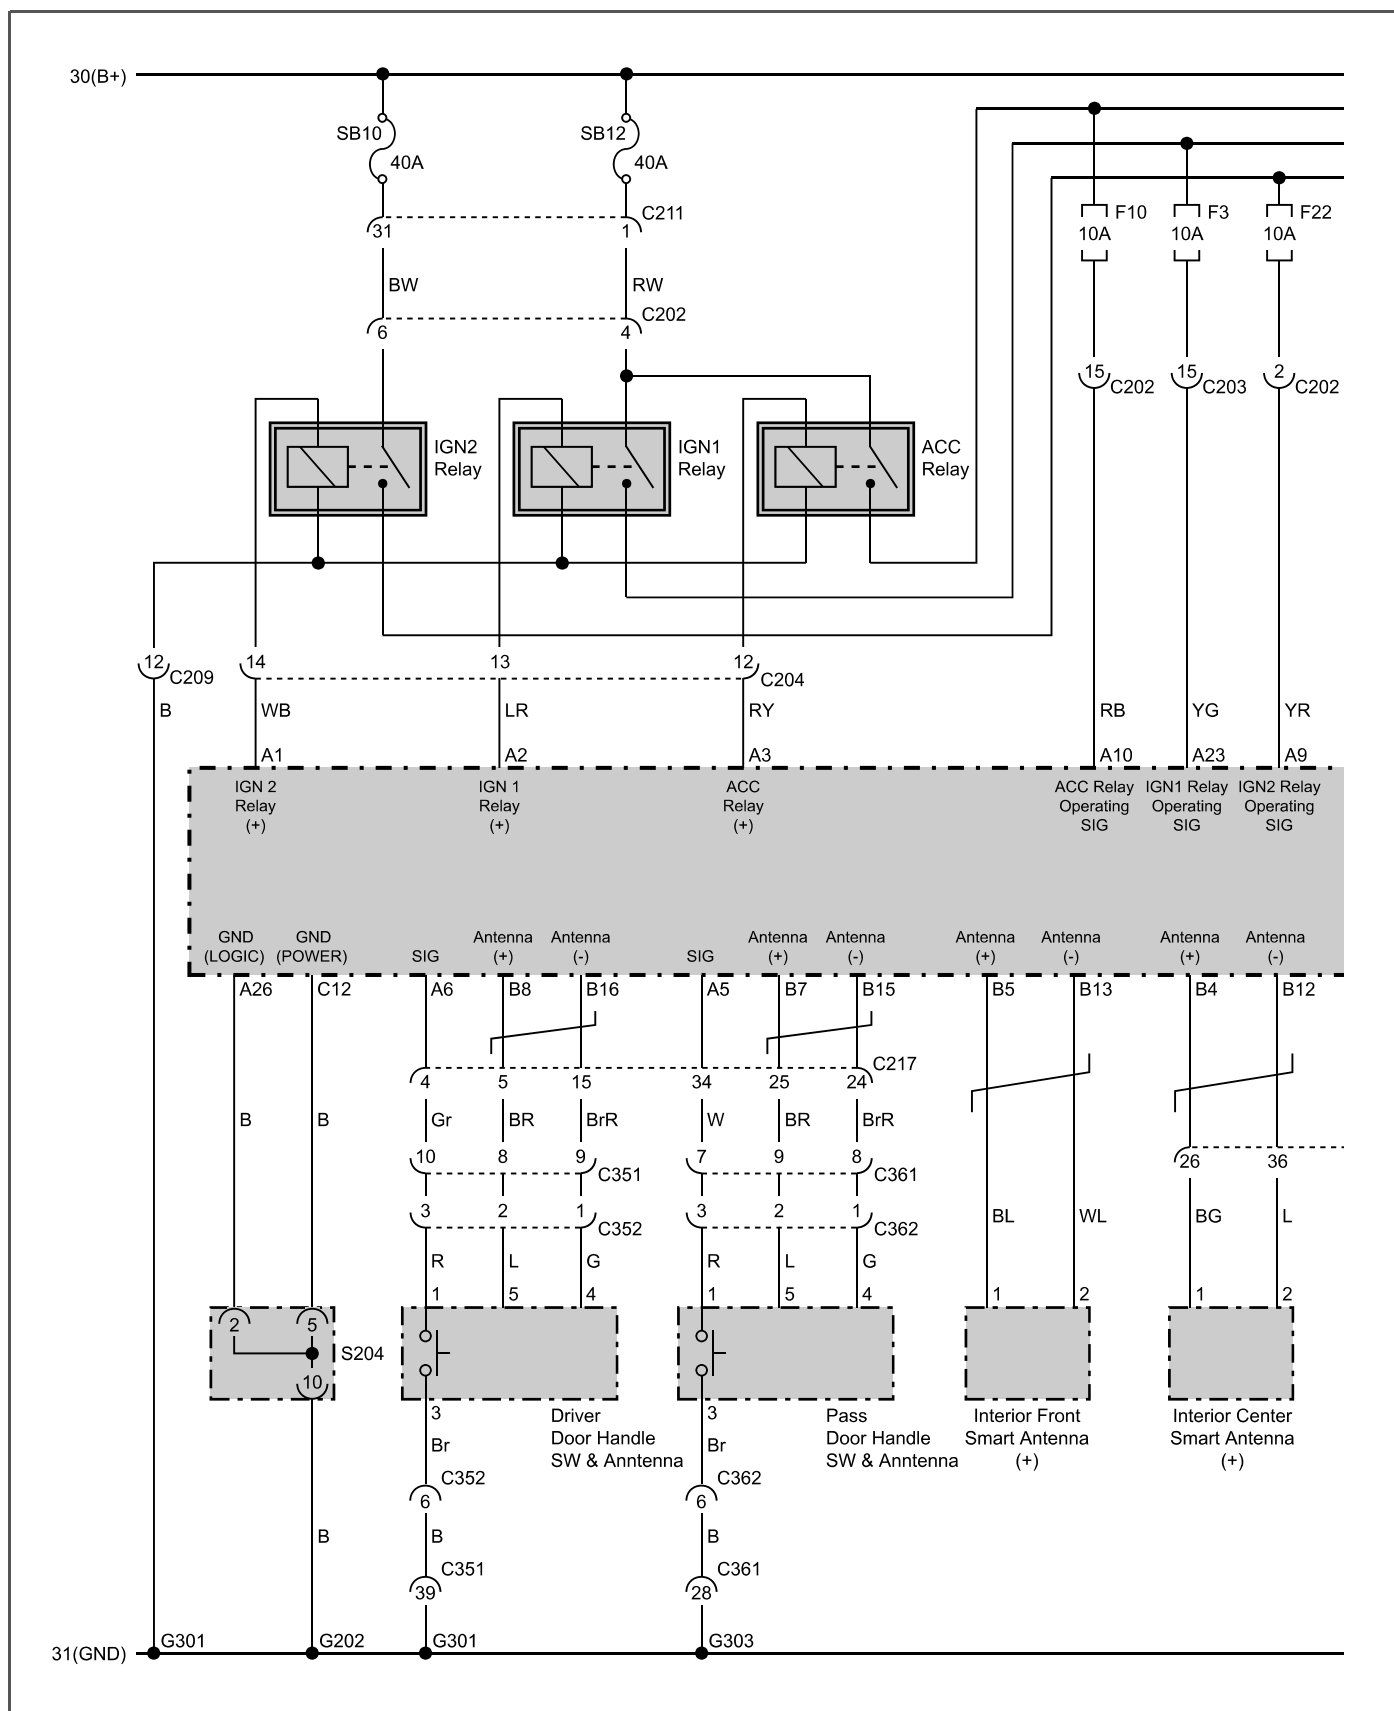 30(B+)
SB10
40A
SB12
40A
F10
10A
F3
10A
F22
10A
C211
31
1
BW
RW
C202
6
4
15
C202
15
C203
2
C202
IGN2
Relay
IGN1
Relay
ACC
Relay
12
C209
14
13
12
C204
B
WB
LR
RY
RB
YG
YR
A1
A2
A3
A10
A23
A9
IGN 2
Relay
(+)
IGN 1
Relay
(+)
ACC
Relay
(+)
ACC Relay
Operating
SIG
IGN1 Relay
Operating
SIG
IGN2 Relay
Operating
SIG
GND
(LOGIC)
GND
(POWER)
SIG
Antenna
(+)
Antenna
(-)
SIG
Antenna
(+)
Antenna
(-)
Antenna
(+)
Antenna
(-)
Antenna
(+)
Antenna
(-)
A26
C12
A6
B8
B16
A5
B7
B15
B5
B13
B4
B12
C217
4
5
15
34
25
24
B
B
Gr
BR
BrR
W
BR
BrR
10
8
9
C351
7
9
8
C361
26
36
3
2
1
C352
3
2
1
C362
BL
WL
BG
L
R
L
G
R
L
G
1
5
4
1
5
4
1
2
1
2
2
5
10
S204
3
Driver
Door Handle
SW & Anntenna
3
Pass
Door Handle
SW & Anntenna
Interior Front
Smart Antenna
(+)
Interior Center
Smart Antenna
(+)
Br
C352
6
Br
C362
6
B
B
B
C351
39
C361
28
31(GND)
G301
G202
G301
G303